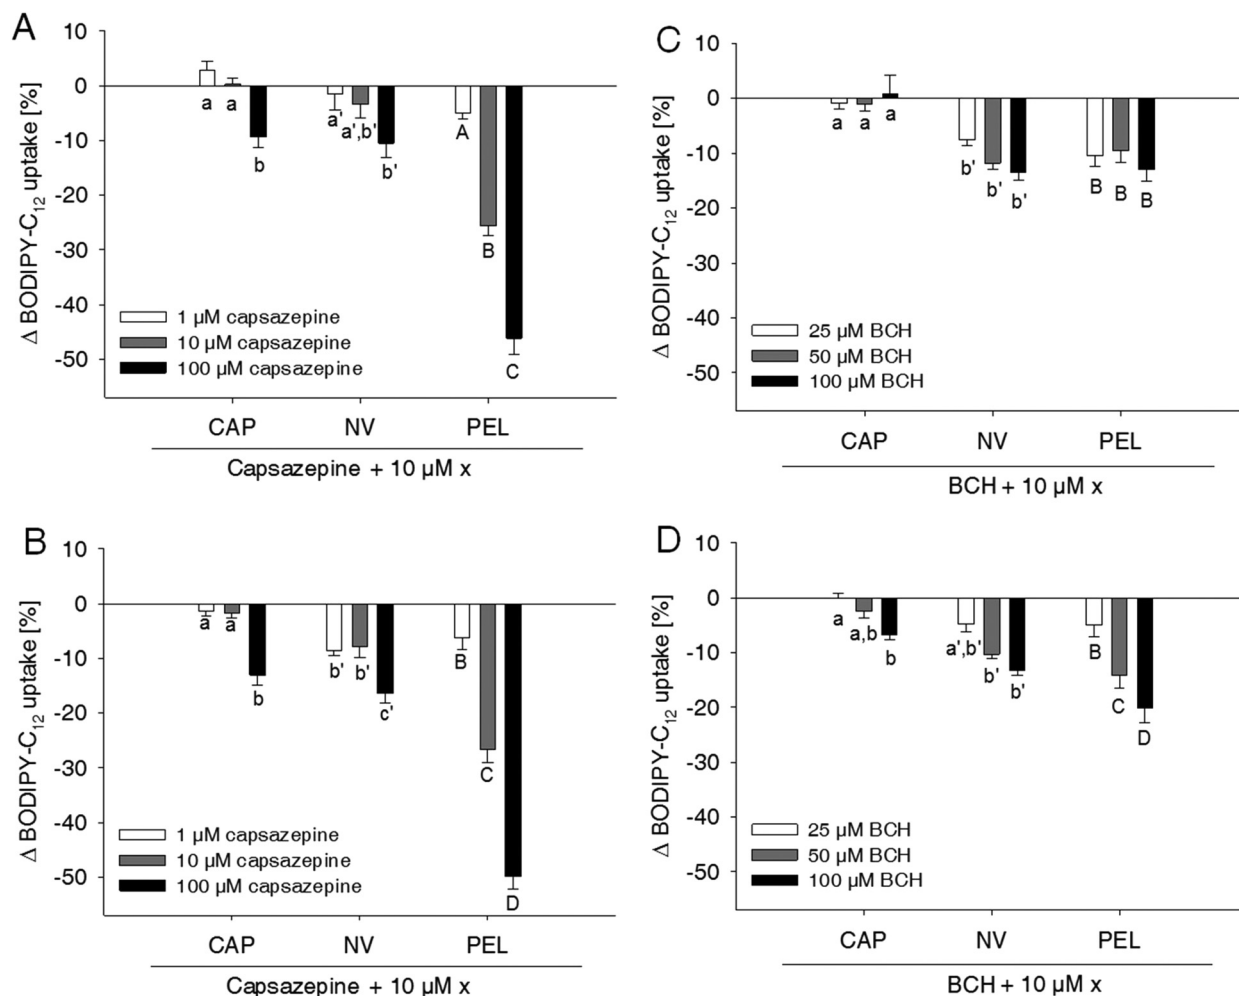 A
Δ BODIPY-C12 uptake [%]
10
0
-10
-20
-30
-40
-50
a
a
b
a'
a',b'
b'
A
B
C
1 µM capsazepine
10 µM capsazepine
100 µM capsazepine
CAP
NV
PEL
Capsazepine + 10 µM x
C
Δ BODIPY-C12 uptake [%]
10
0
-10
-20
-30
-40
-50
a
a
a
b'
b'
b'
B
B
B
25 µM BCH
50 µM BCH
100 µM BCH
CAP
NV
PEL
BCH + 10 µM x
B
Δ BODIPY-C12 uptake [%]
10
0
-10
-20
-30
-40
-50
a
a
b
b'
b'
c'
B
C
D
1 µM capsazepine
10 µM capsazepine
100 µM capsazepine
CAP
NV
PEL
Capsazepine + 10 µM x
D
Δ BODIPY-C12 uptake [%]
10
0
-10
-20
-30
-40
-50
a
a,b
b
a',b'
b'
b'
B
C
D
25 µM BCH
50 µM BCH
100 µM BCH
CAP
NV
PEL
BCH + 10 µM x